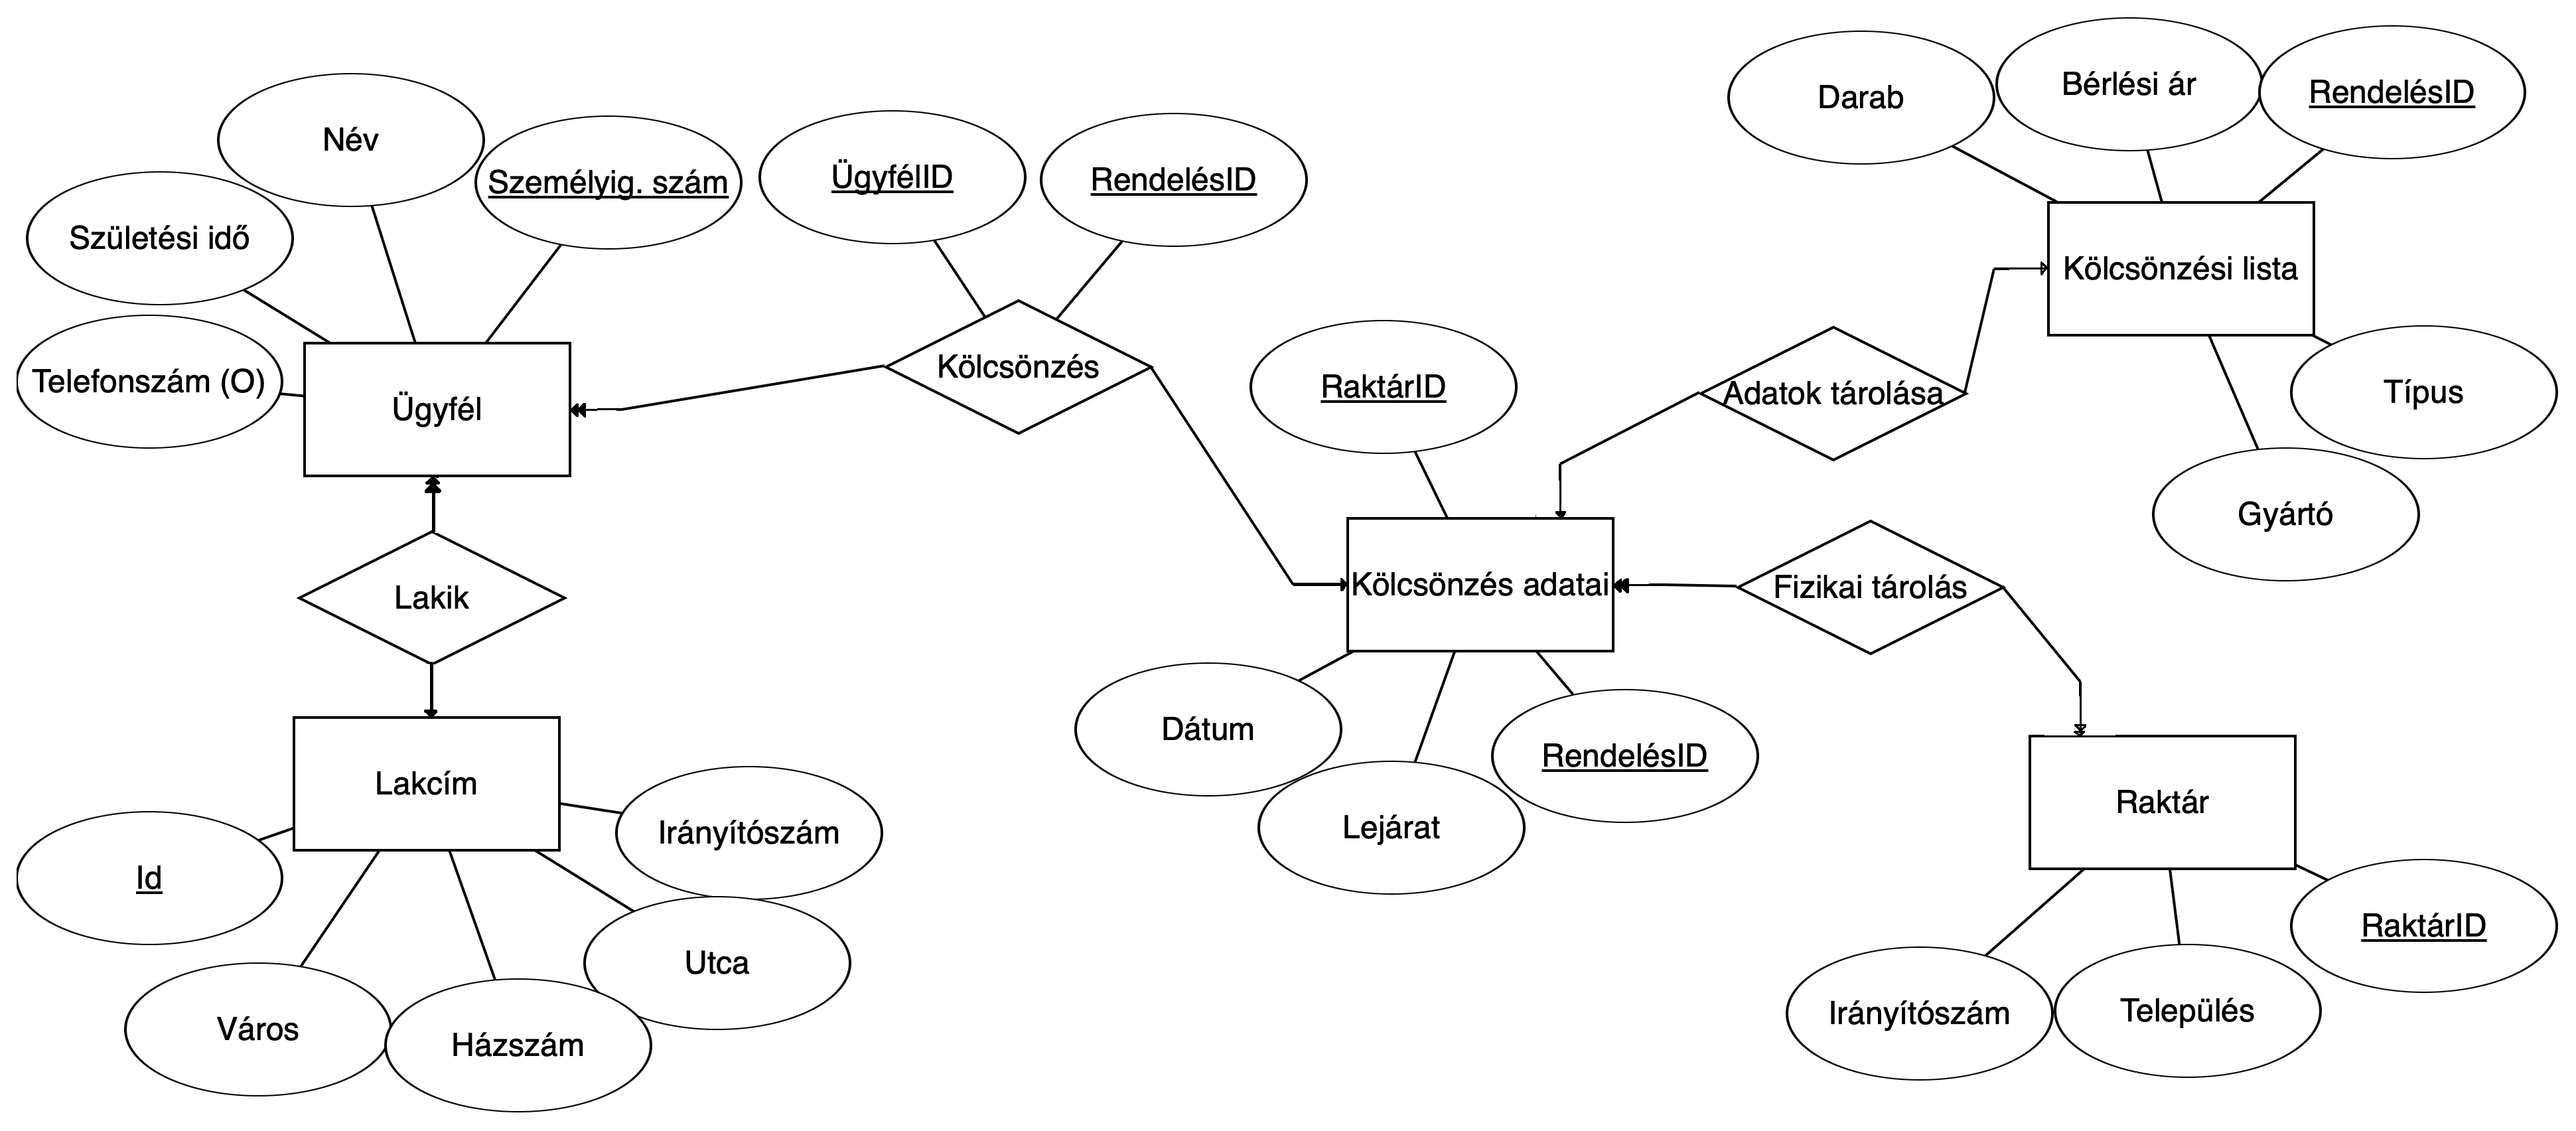 Név
Személyig. szám
Születési idő
Telefonszám (O)
Ügyfél
ÜgyfélID
RendelésID
Kölcsönzés
Lakik
Lakcím
Id
Város
Házszám
Utca
Irányítószám
Darab
Bérlési ár
RendelésID
Kölcsönzési lista
Típus
Gyártó
Adatok tárolása
RaktárID
Kölcsönzés adatai
Fizikai tárolás
Dátum
Lejárat
RendelésID
Raktár
RaktárID
Irányítószám
Település